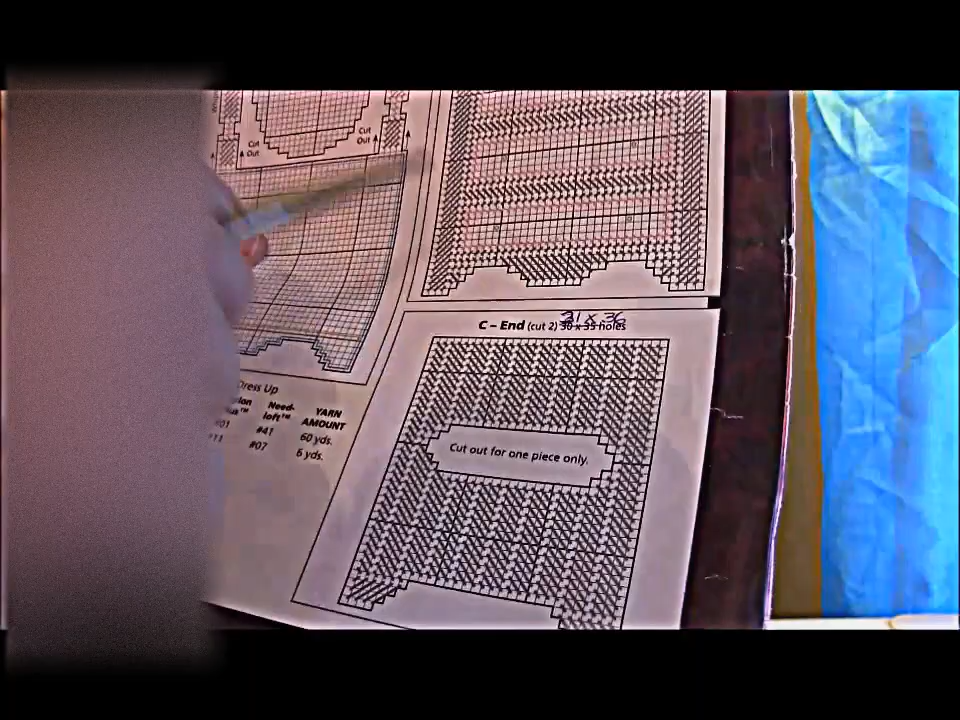 Cut
Out
Cut
Out
31 x 36
C – End (cut 2) 30 x 35 holes
Cut out for one piece only.
Dress Up
Need-
loft™
YARN
AMOUNT
#41
60 yds.
#07
6 yds.